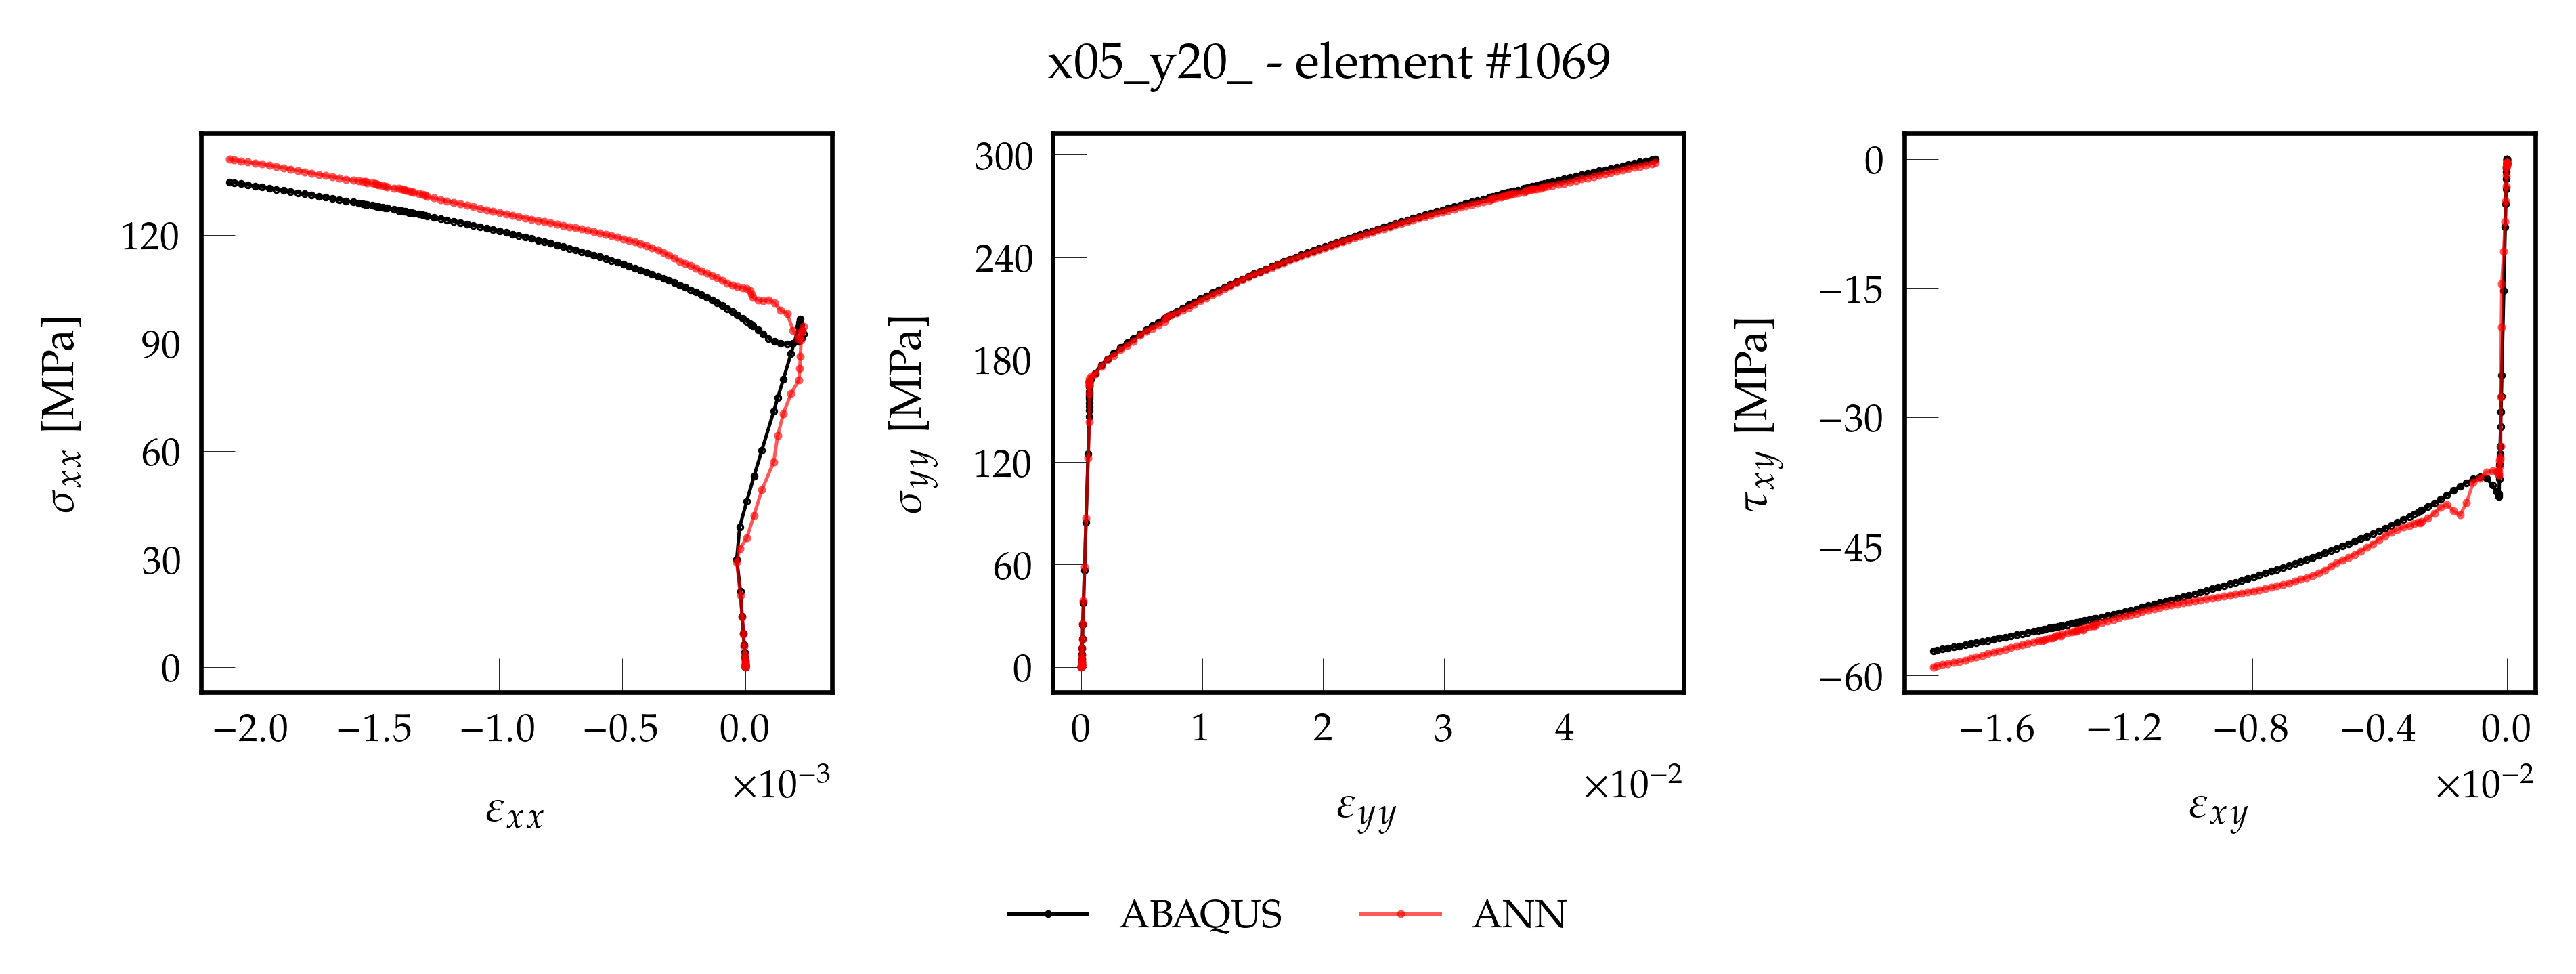 x05_y20_ - element #1069
σxx [MPa]
120
90
60
30
0
−2.0 −1.5 −1.0 −0.5 0.0
×10−3
εxx
σyy [MPa]
300
240
180
120
60
0
0 1 2 3 4
×10−2
εyy
τxy [MPa]
0
−15
−30
−45
−60
−1.6 −1.2 −0.8 −0.4 0.0
×10−2
εxy
ABAQUS ANN